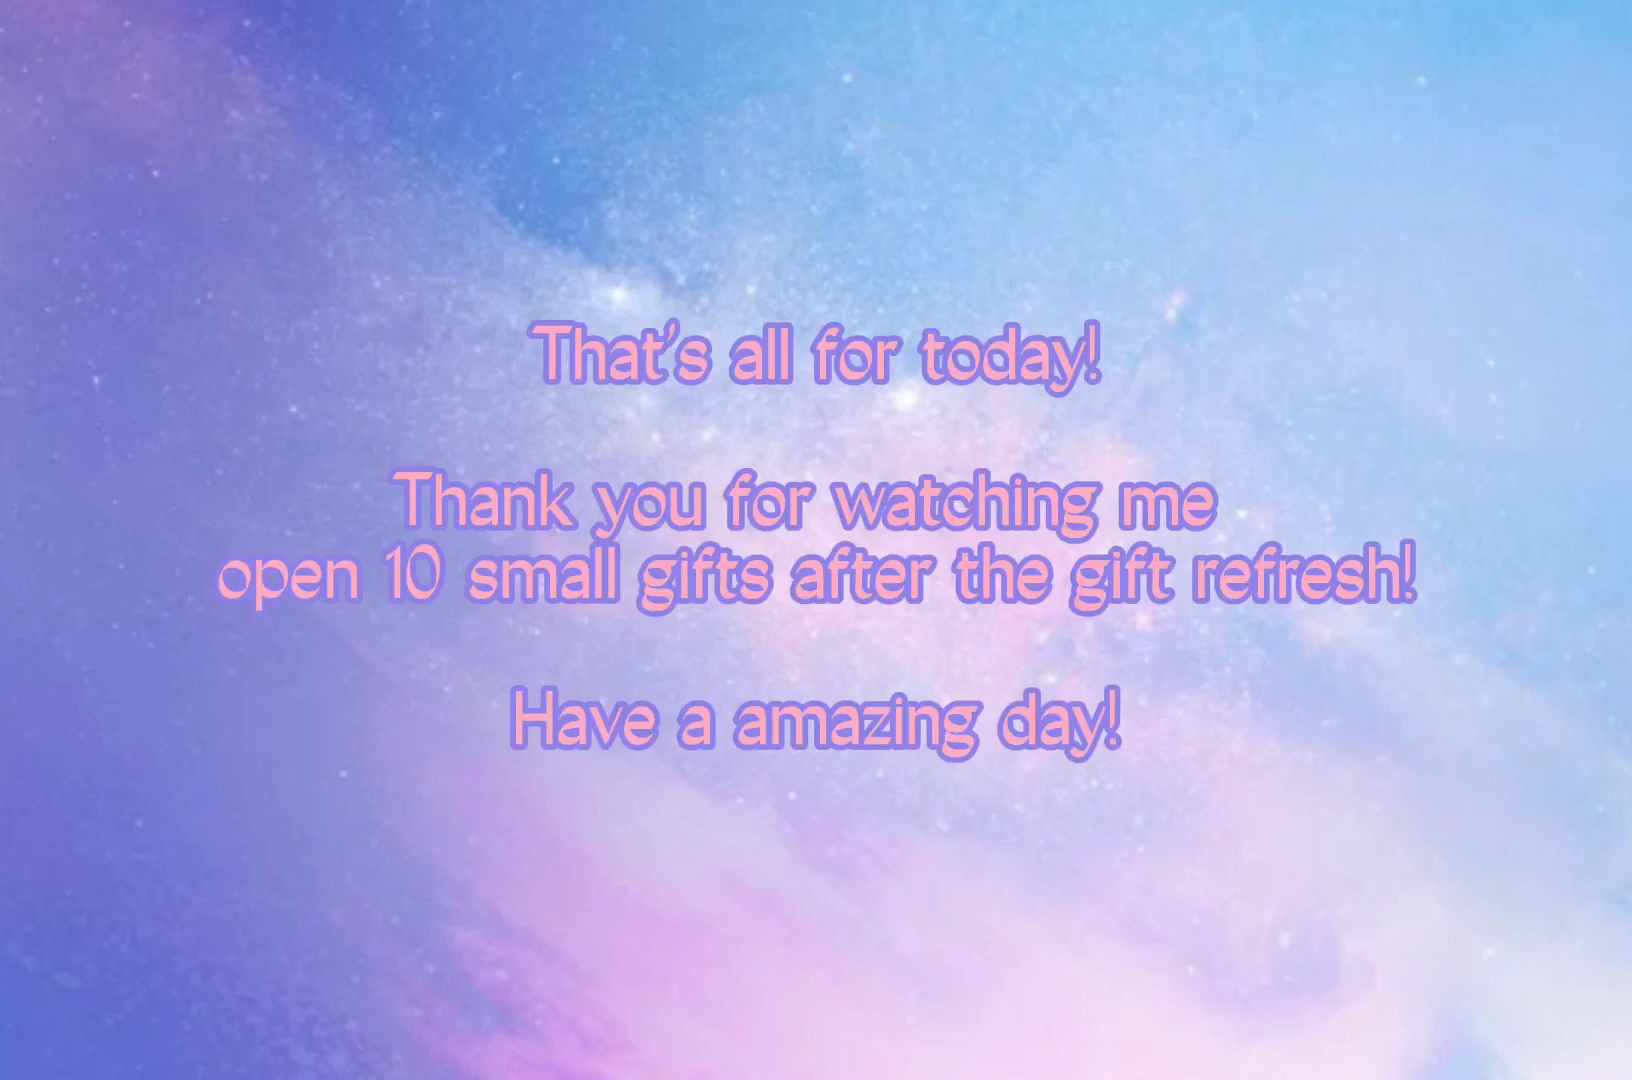 That's all for today!
Thank you for watching me
open 10 small gifts after the gift refresh!
Have a amazing day!